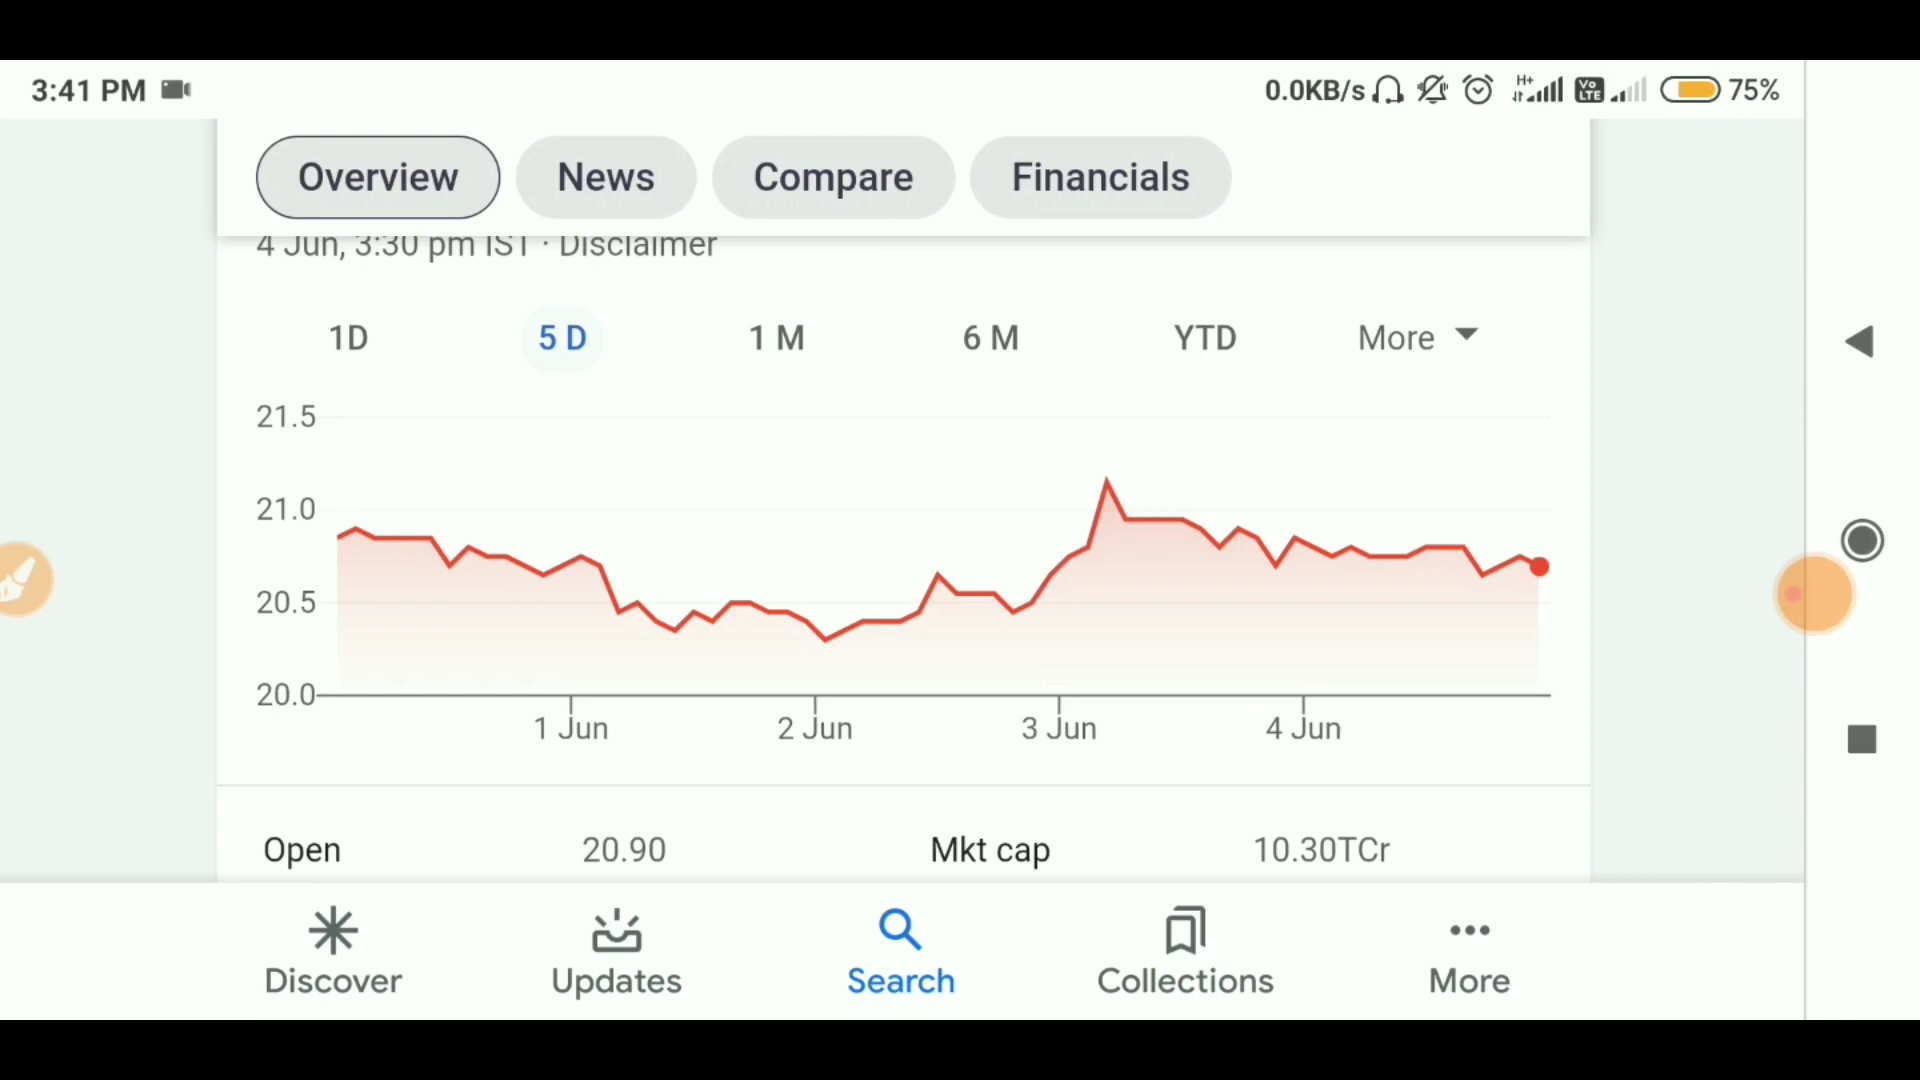 3:41 PM
0.0KB/s H+ Vo LTE 75%
Overview News Compare Financials
4 Jun, 3:30 pm IST · Disclaimer
1D 5 D 1 M 6 M YTD More
21.5
21.0
20.5
20.0
1 Jun 2 Jun 3 Jun 4 Jun
Open 20.90 Mkt cap 10.30TCr
Discover Updates Search Collections More